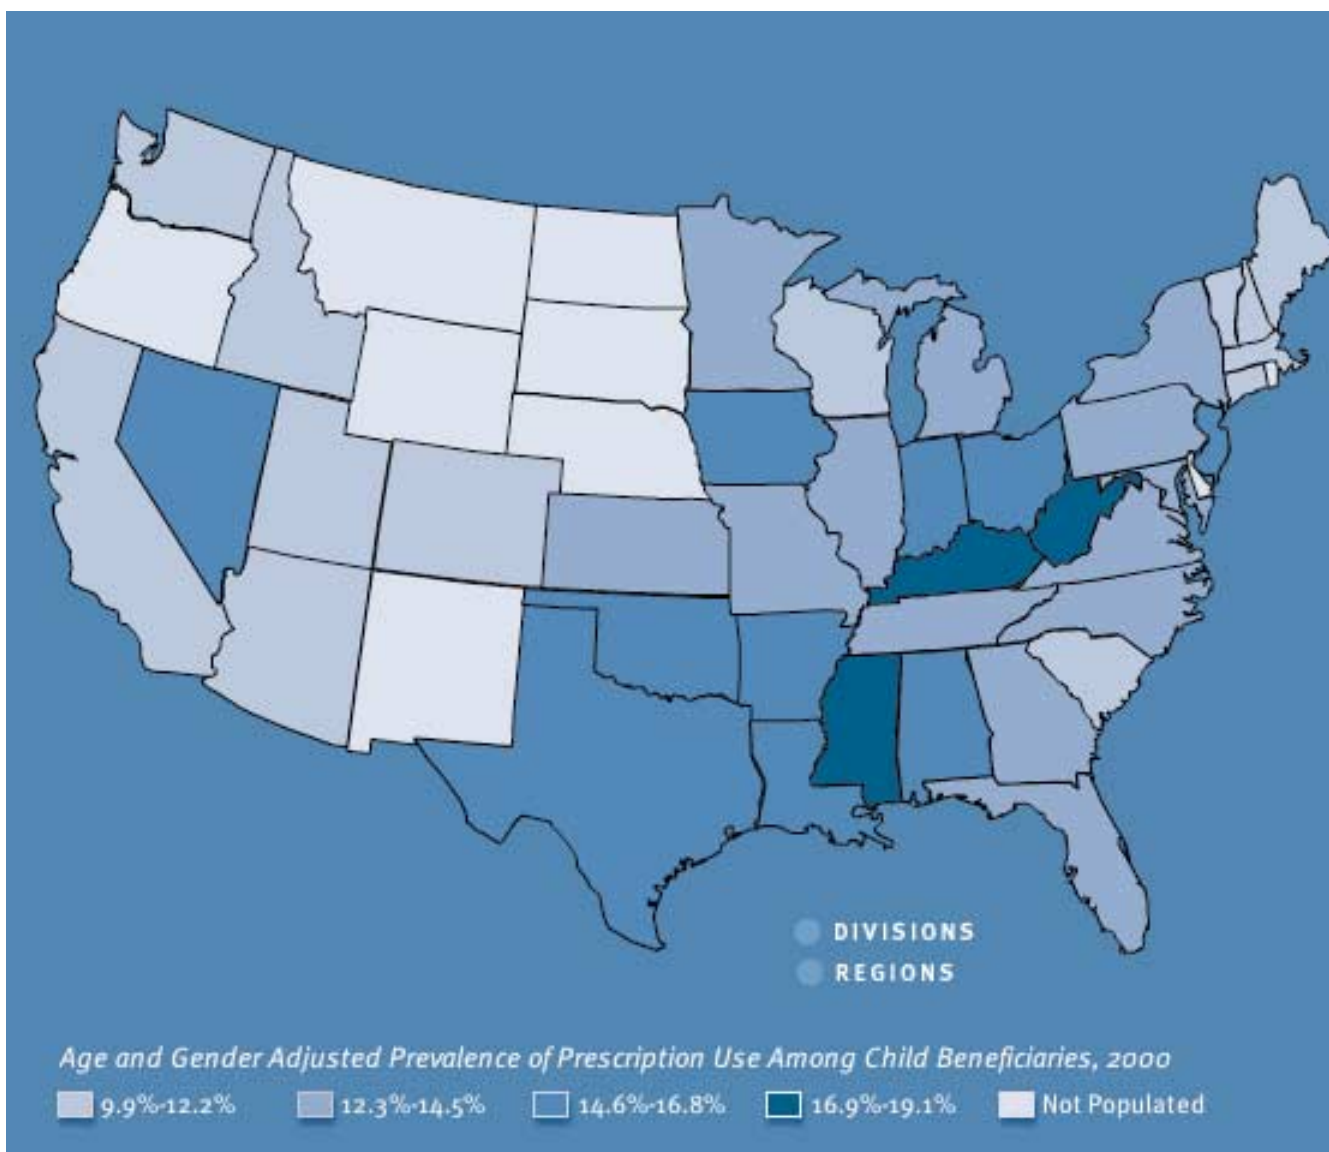 DIVISIONS
REGIONS
Age and Gender Adjusted Prevalence of Prescription Use Among Child Beneficiaries, 2000
9.9%-12.2% 12.3%-14.5% 14.6%-16.8% 16.9%-19.1% Not Populated